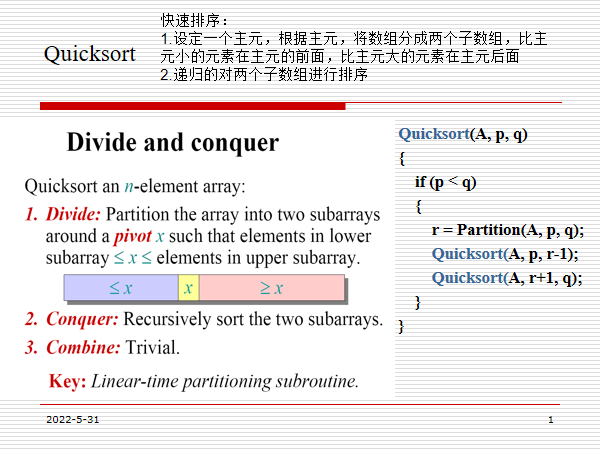 Quicksort
快速排序：
1.设定一个主元，根据主元，将数组分成两个子数组，比主
元小的元素在主元的前面，比主元大的元素在主元后面
2.递归的对两个子数组进行排序
Divide and conquer
Quicksort an n-element array:
1. Divide: Partition the array into two subarrays
around a pivot x such that elements in lower
subarray ≤ x ≤ elements in upper subarray.
≤ x x ≥ x
2. Conquer: Recursively sort the two subarrays.
3. Combine: Trivial.
Key: Linear-time partitioning subroutine.
Quicksort(A, p, q)
{
if (p < q)
{
r = Partition(A, p, q);
Quicksort(A, p, r-1);
Quicksort(A, r+1, q);
}
}
2022-5-31
1